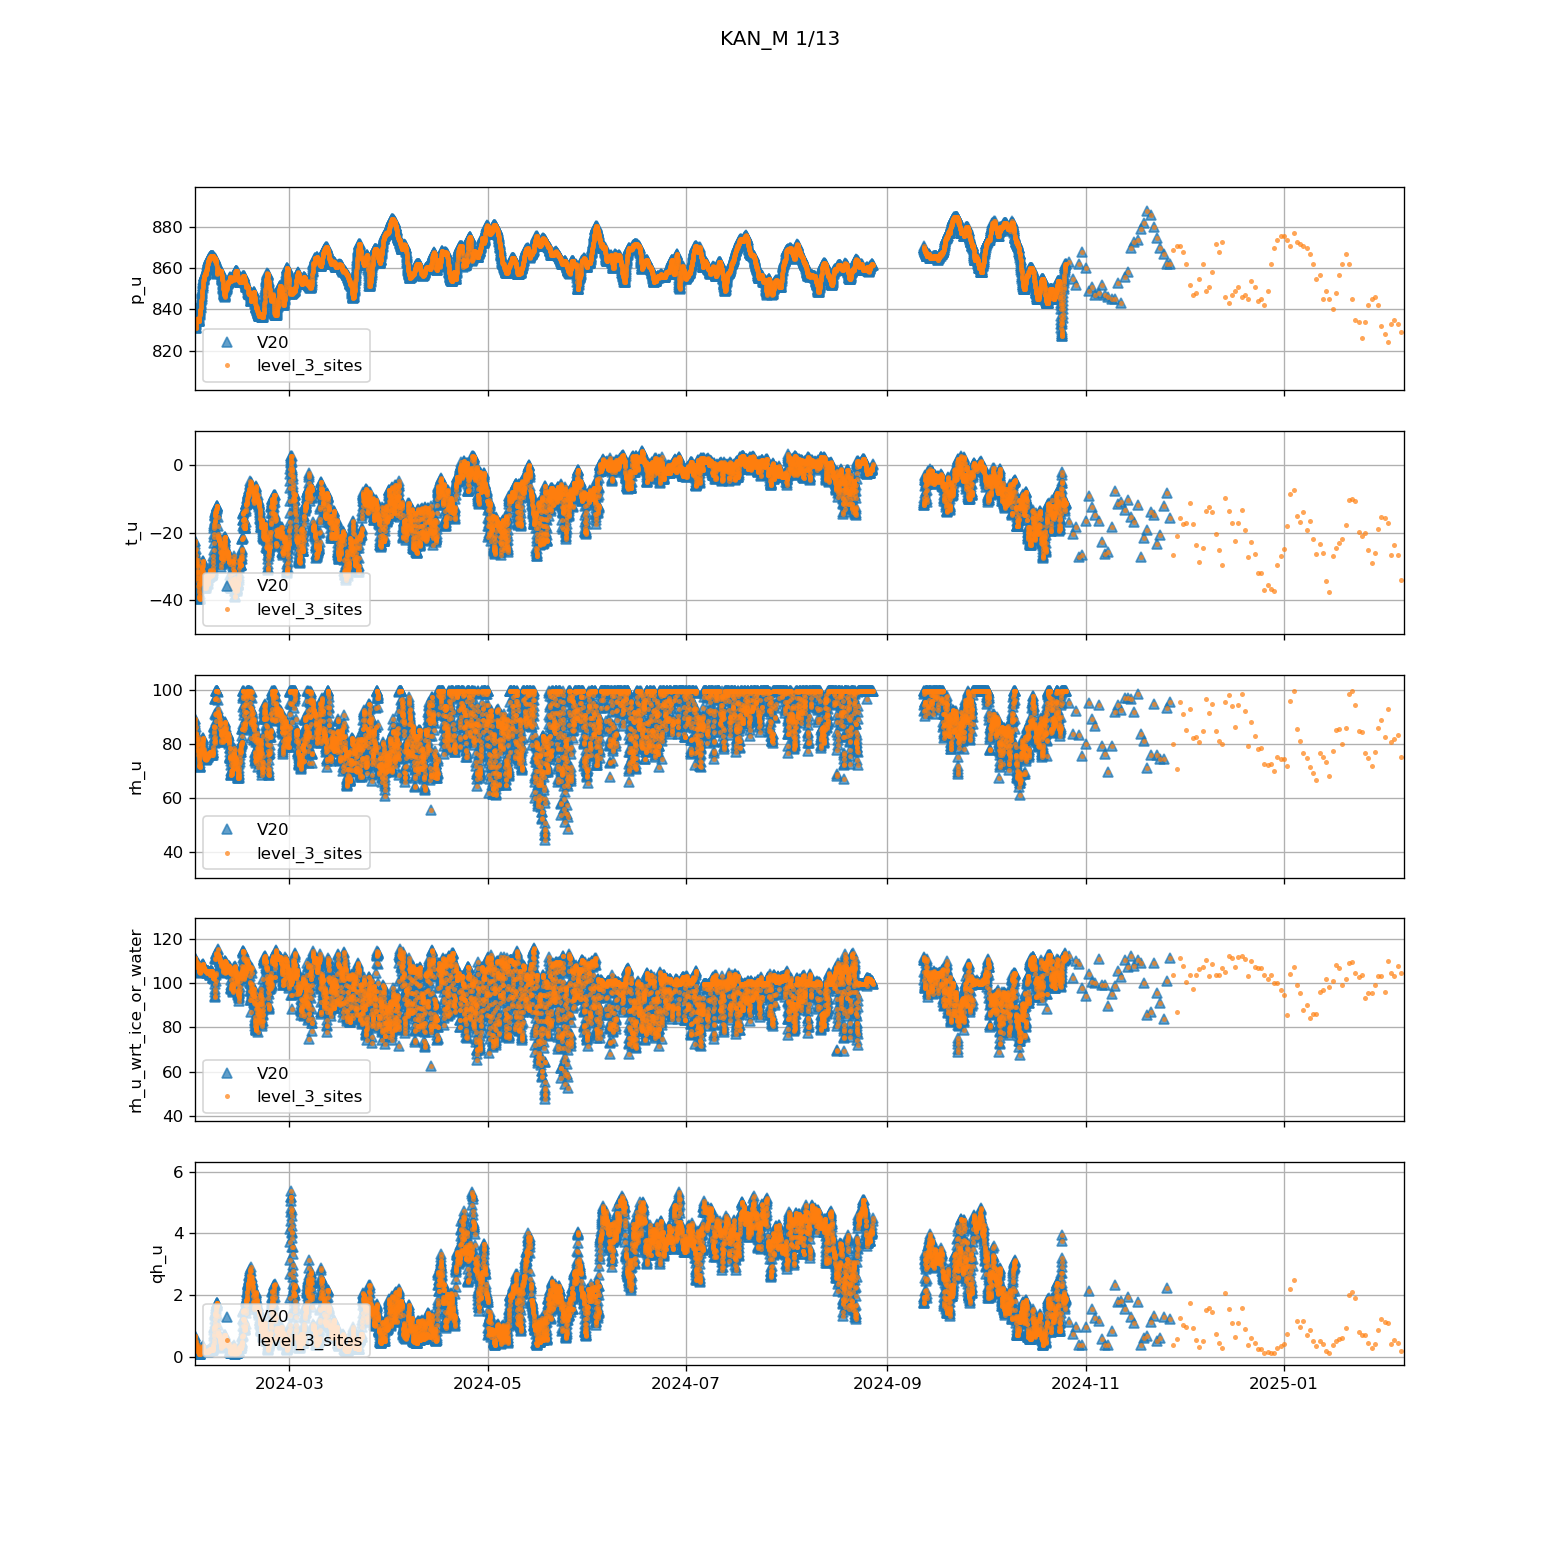 KAN_M 1/13
880
860
840
820
p_u
V20
level_3_sites
0
−20
−40
t_u
V20
level_3_sites
100
80
60
40
rh_u
V20
level_3_sites
120
100
80
60
40
rh_u_wrt_ice_or_water
V20
level_3_sites
6
4
2
0
qh_u
V20
level_3_sites
2024-03
2024-05
2024-07
2024-09
2024-11
2025-01